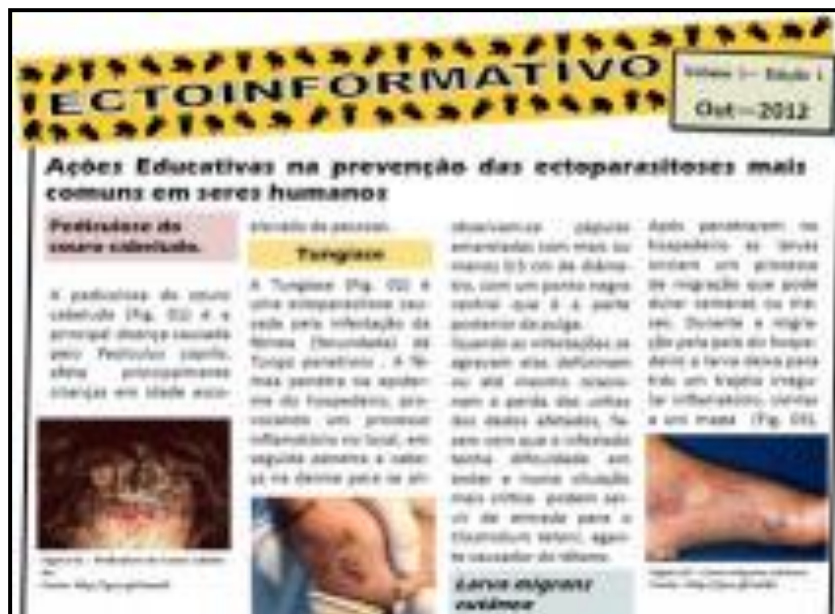 ECTOINFORMATIVO
Volume 1— Edição 1
Out—2012
Ações Educativas na prevenção das ectoparasitoses mais
comuns em seres humanos
Pediculose do
couro cabeludo.
A pediculose do couro
cabeludo (Fig. 01) é a
principal doença causada
pelo Pediculus capitis,
afeta principalmente
crianças em idade esco-
elevado de pessoas.
Tungíase
A Tungíase (Fig. 02) é
uma ectoparasitose cau-
sada pela infestação da
fêmea (fecundada) de
Tunga penetrans . A fê-
mea penetra na epider-
me do hospedeiro, pro-
vocando um processo
inflamatório no local, em
seguida penetra a cabe-
ça na derme para se ali-
observam-se pápulas
amareladas com mais ou
menos 0,5 cm de diâme-
tro, com um ponto negro
central que é a parte
posterior da pulga.
Quando as infestações se
agravam elas deformam
ou até mesmo ocasio-
nam a perda das unhas
dos dedos afetados, fa-
zem com que o infestado
tenha dificuldade em
andar e numa situação
mais crítica podem ser-
vir de entrada para o
Clostridium tetani, agen-
te causador do tétano.
Larva migrans
cutânea
Após penetrarem no
hospedeiro as larvas
iniciam um processo
de migração que pode
durar semanas ou me-
ses. Durante a migra-
ção pela pele do hospe-
deiro a larva deixa para
trás um trajeto irregu-
lar inflamatório, similar
a um mapa (Fig. 03).